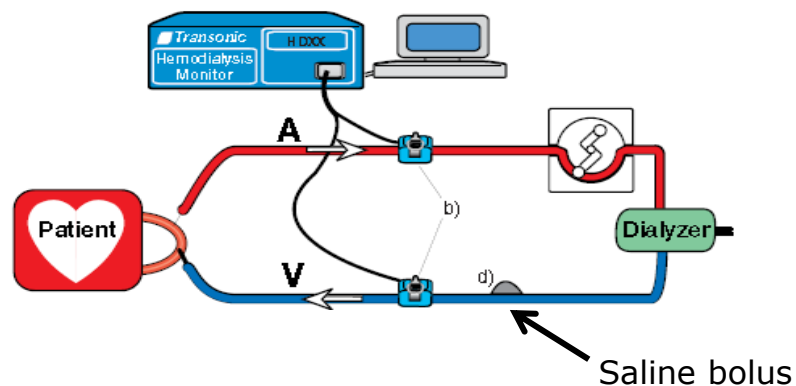 Transonic
HDXX
Hemodialysis
Monitor
A
b)
Patient
Dialyzer
V
d)
Saline bolus